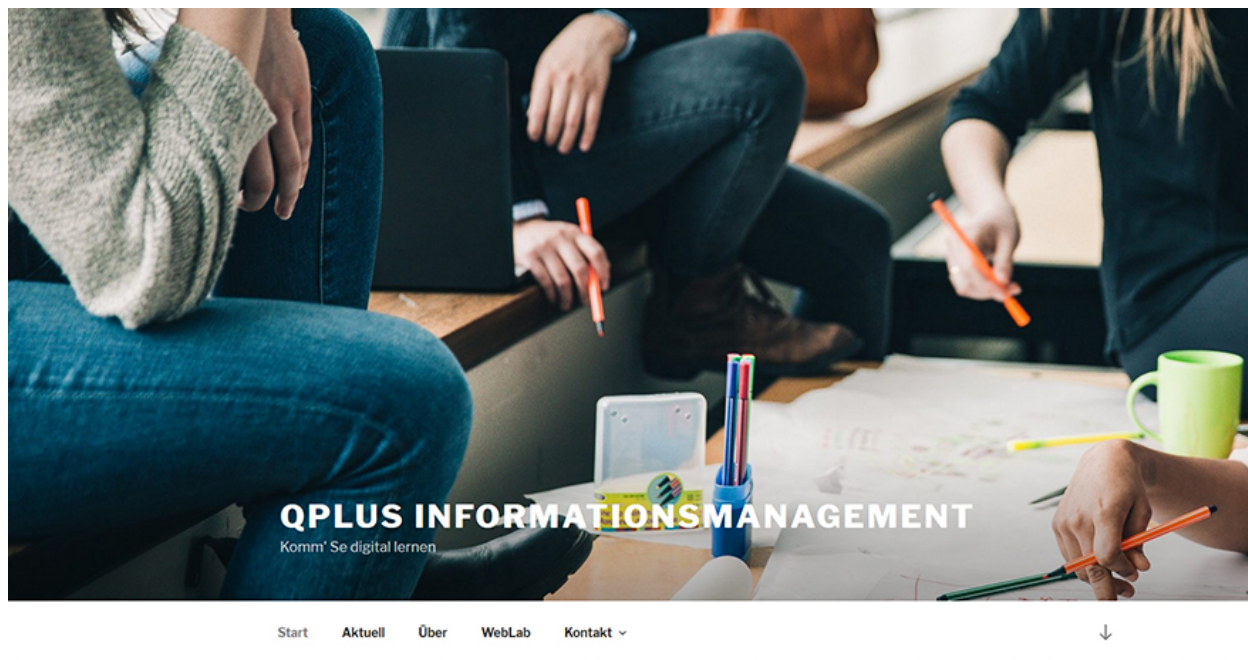 QPLUS INFORMATIONSMANAGEMENT
Komm' Se digital lernen
Start Aktuell Über WebLab Kontakt